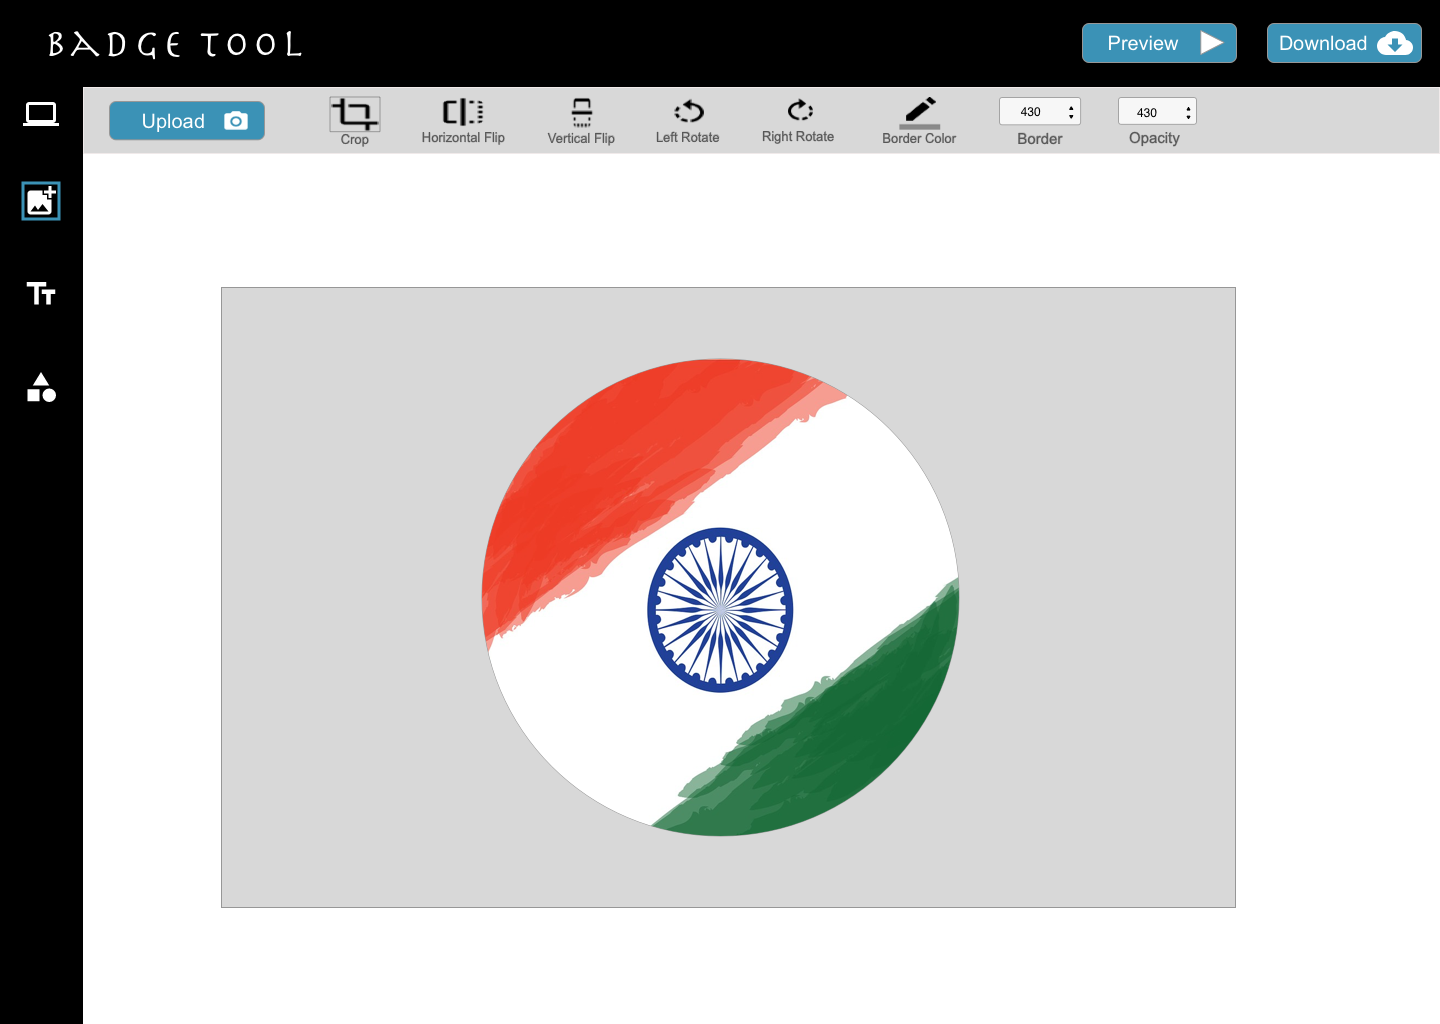 BADGE TOOL
Preview
Download
Upload
Crop
Horizontal Flip
Vertical Flip
Left Rotate
Right Rotate
Border Color
430
Border
430
Opacity
Tt